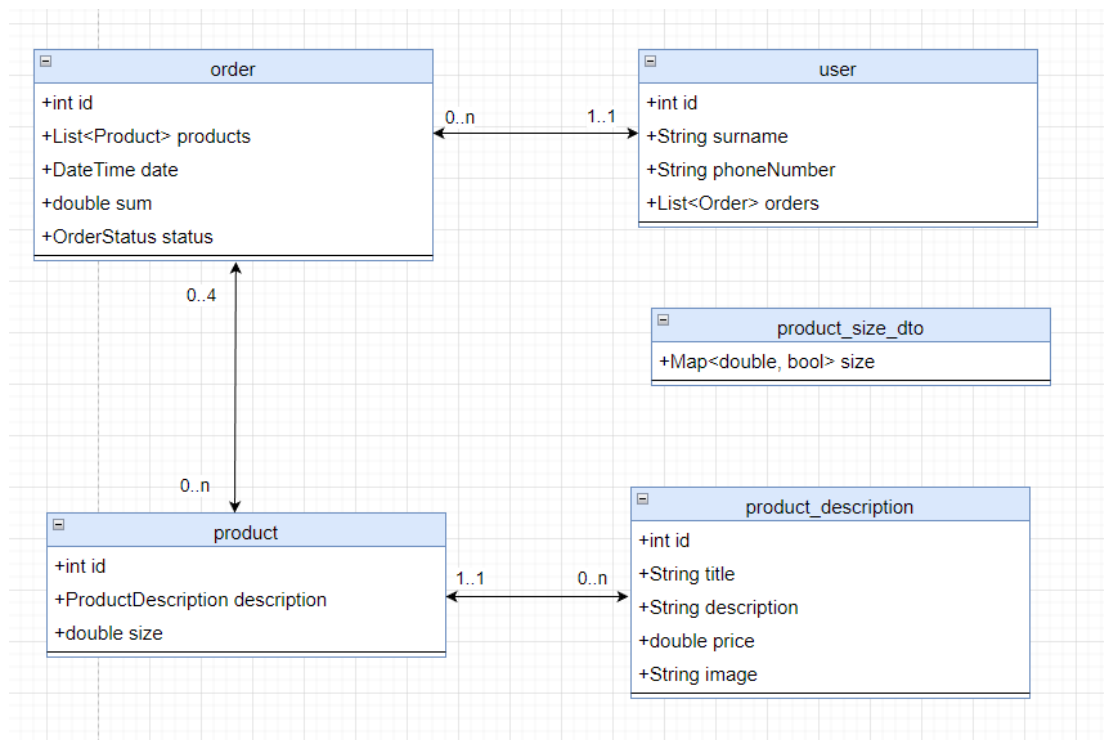 order
+int id
+List<Product> products
+DateTime date
+double sum
+OrderStatus status
0..n
1..1
user
+int id
+String surname
+String phoneNumber
+List<Order> orders
0..4
0..n
product_size_dto
+Map<double, bool> size
product
+int id
+ProductDescription description
+double size
1..1
0..n
product_description
+int id
+String title
+String description
+double price
+String image